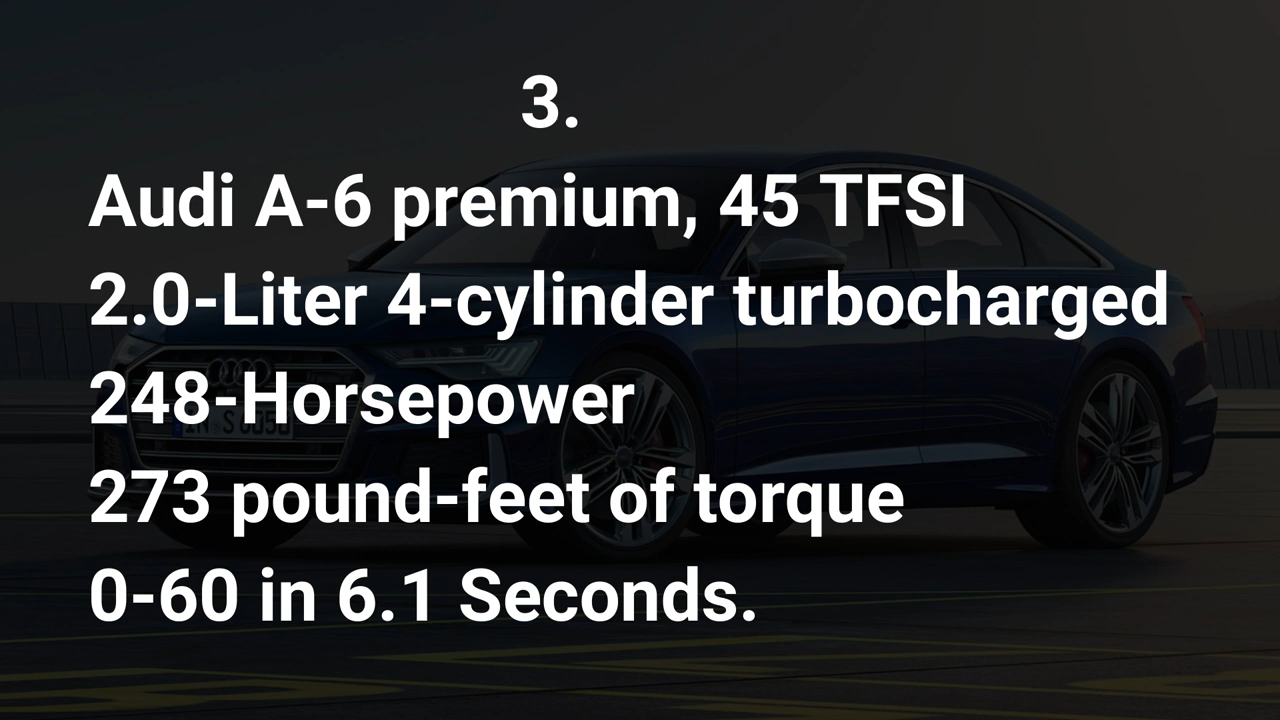 3.
Audi A-6 premium, 45 TFSI
2.0-Liter 4-cylinder turbocharged
248-Horsepower
273 pound-feet of torque
0-60 in 6.1 Seconds.